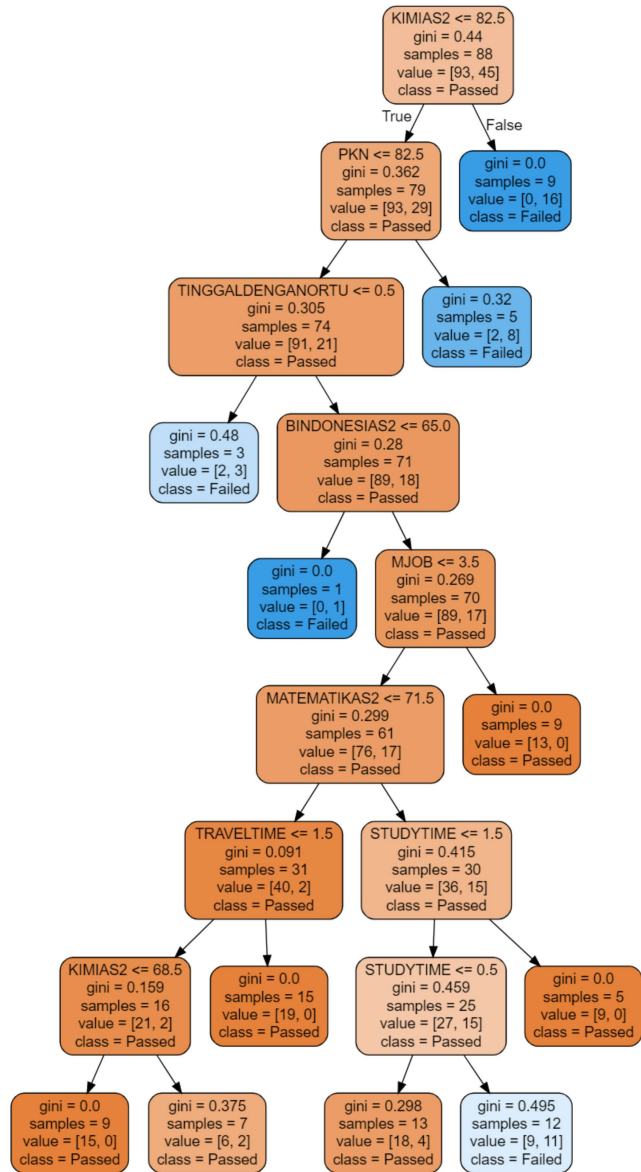 KIMIAS2 <= 82.5
gini = 0.44
samples = 88
value = [93, 45]
class = Passed
True
False
PKN <= 82.5
gini = 0.362
samples = 79
value = [93, 29]
class = Passed
gini = 0.0
samples = 9
value = [0, 16]
class = Failed
TINGGALDENGANORTU <= 0.5
gini = 0.305
samples = 74
value = [91, 21]
class = Passed
gini = 0.32
samples = 5
value = [2, 8]
class = Failed
gini = 0.48
samples = 3
value = [2, 3]
class = Failed
BINDONESIAS2 <= 65.0
gini = 0.28
samples = 71
value = [89, 18]
class = Passed
gini = 0.0
samples = 1
value = [0, 1]
class = Failed
MJOB <= 3.5
gini = 0.269
samples = 70
value = [89, 17]
class = Passed
MATEMATIKAS2 <= 71.5
gini = 0.299
samples = 61
value = [76, 17]
class = Passed
gini = 0.0
samples = 9
value = [13, 0]
class = Passed
TRAVELTIME <= 1.5
gini = 0.091
samples = 31
value = [40, 2]
class = Passed
STUDYTIME <= 1.5
gini = 0.415
samples = 30
value = [36, 15]
class = Passed
KIMIAS2 <= 68.5
gini = 0.159
samples = 16
value = [21, 2]
class = Passed
gini = 0.0
samples = 15
value = [19, 0]
class = Passed
STUDYTIME <= 0.5
gini = 0.459
samples = 25
value = [27, 15]
class = Passed
gini = 0.0
samples = 5
value = [9, 0]
class = Passed
gini = 0.0
samples = 9
value = [15, 0]
class = Passed
gini = 0.375
samples = 7
value = [6, 2]
class = Passed
gini = 0.298
samples = 13
value = [18, 4]
class = Passed
gini = 0.495
samples = 12
value = [9, 11]
class = Failed